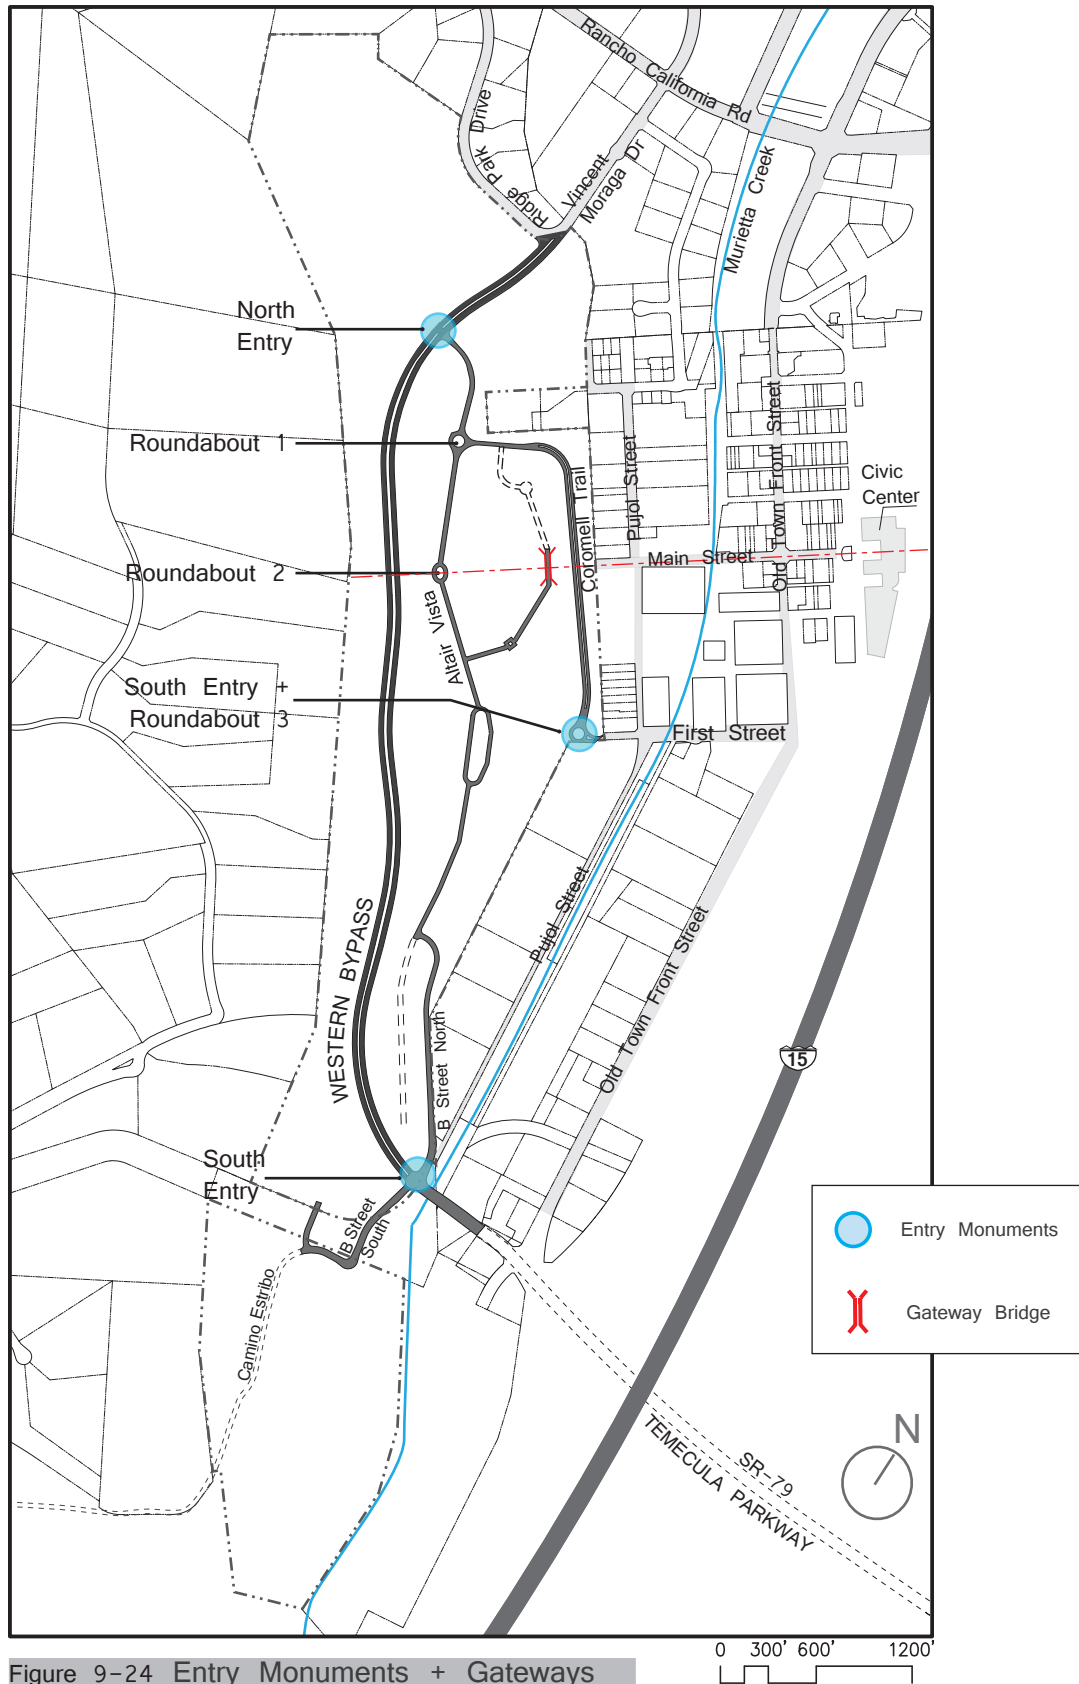 Rancho California Rd
Ridge Park Drive
Vincent
Moraga Dr
Murietta Creek
North
Entry
Roundabout 1
Pujol Street
Colomell Trail
Old Town Front Street
Civic
Center
Main Street
Roundabout 2
Altair Vista
South Entry +
Roundabout 3
First Street
WESTERN BYPASS
Pujol Street
Old Town Front Street
B Street North
15
South
Entry
B Street
South
Camino Estribo
Entry Monuments
Gateway Bridge
N
SR-79
TEMECULA PARKWAY
0 300' 600' 1200'
Figure 9-24 Entry Monuments + Gateways